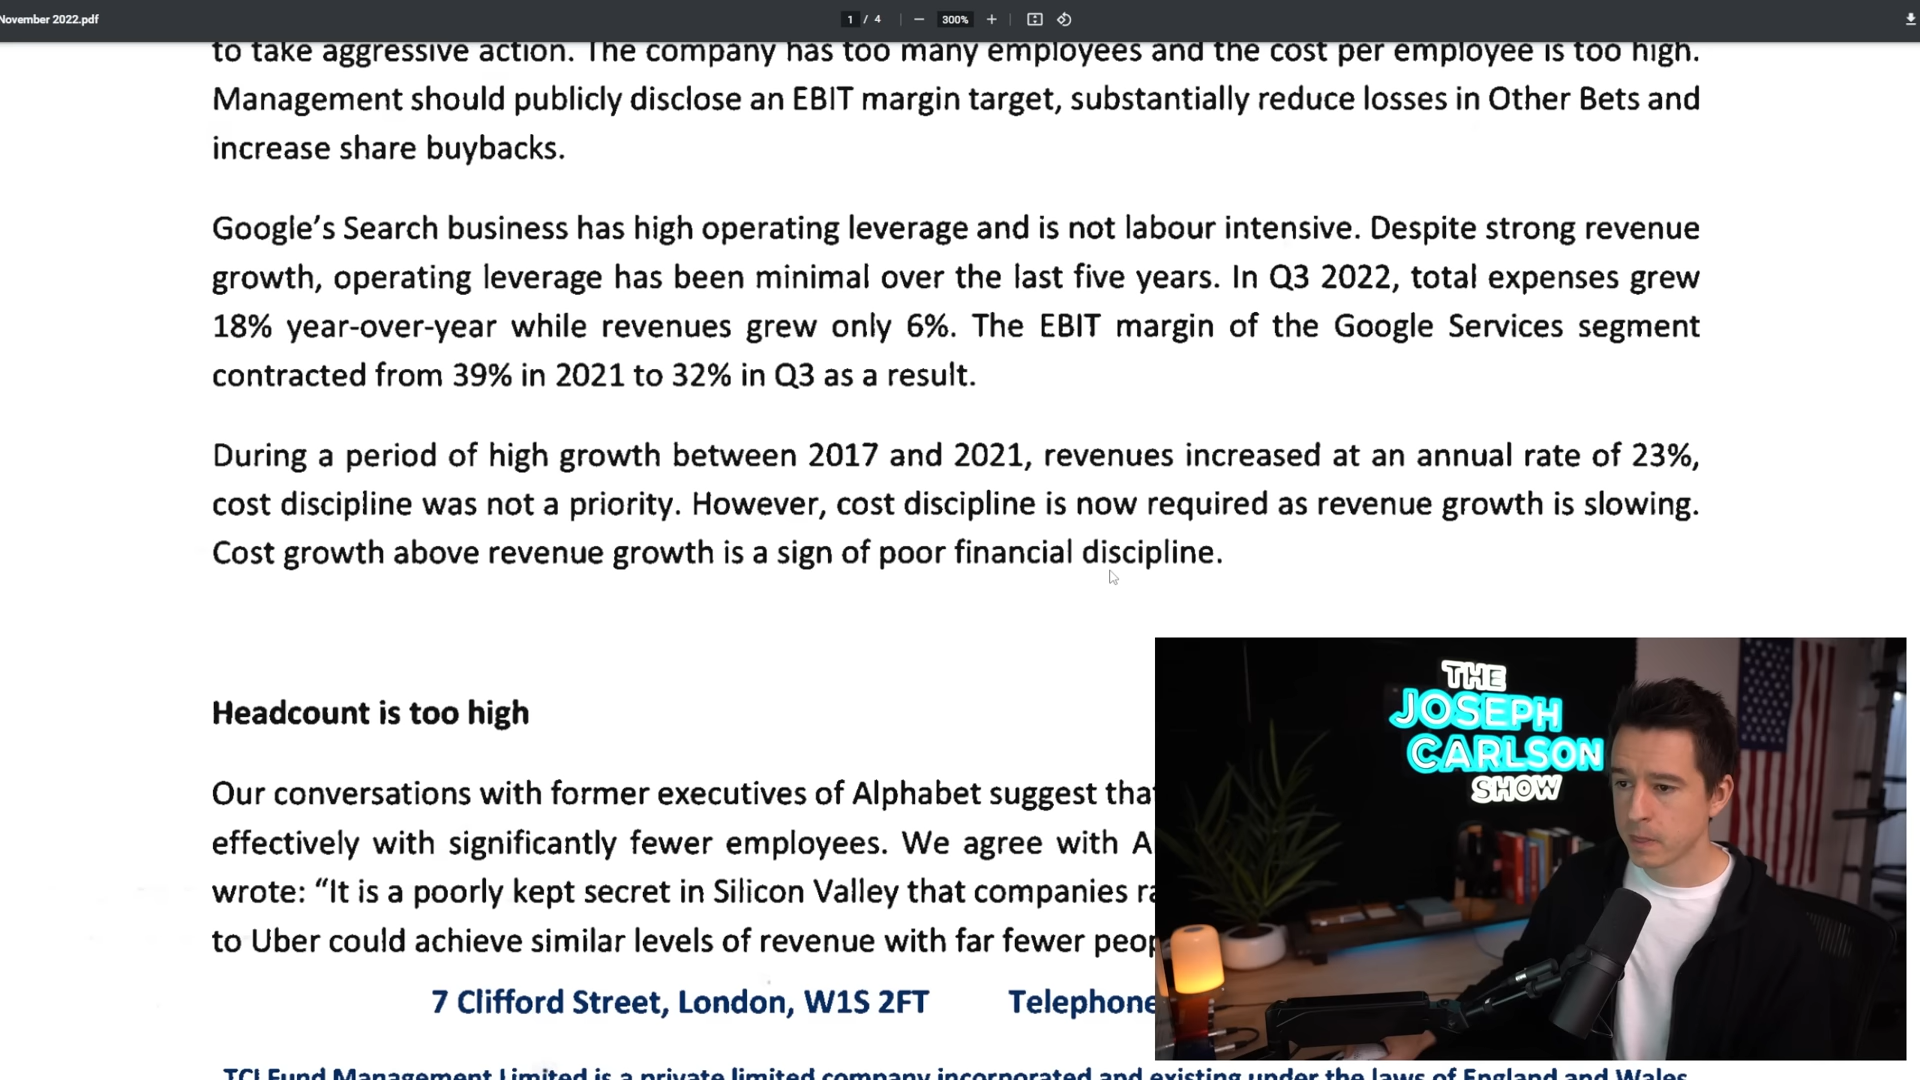 November 2022.pdf
1 / 4
300%
to take aggressive action. The company has too many employees and the cost per employee is too high.
Management should publicly disclose an EBIT margin target, substantially reduce losses in Other Bets and
increase share buybacks.
Google’s Search business has high operating leverage and is not labour intensive. Despite strong revenue
growth, operating leverage has been minimal over the last five years. In Q3 2022, total expenses grew
18% year-over-year while revenues grew only 6%. The EBIT margin of the Google Services segment
contracted from 39% in 2021 to 32% in Q3 as a result.
During a period of high growth between 2017 and 2021, revenues increased at an annual rate of 23%,
cost discipline was not a priority. However, cost discipline is now required as revenue growth is slowing.
Cost growth above revenue growth is a sign of poor financial discipline.
Headcount is too high
Our conversations with former executives of Alphabet suggest
effectively with significantly fewer employees. We agree with
wrote: “It is a poorly kept secret in Silicon Valley that companies
to Uber could achieve similar levels of revenue with far fewer
7 Clifford Street, London, W1S 2FT Telephone
TCI Fund Management Limited is a private limited company incorporated and existing under the laws of England and Wales
THE
JOSEPH
CARLSON
SHOW